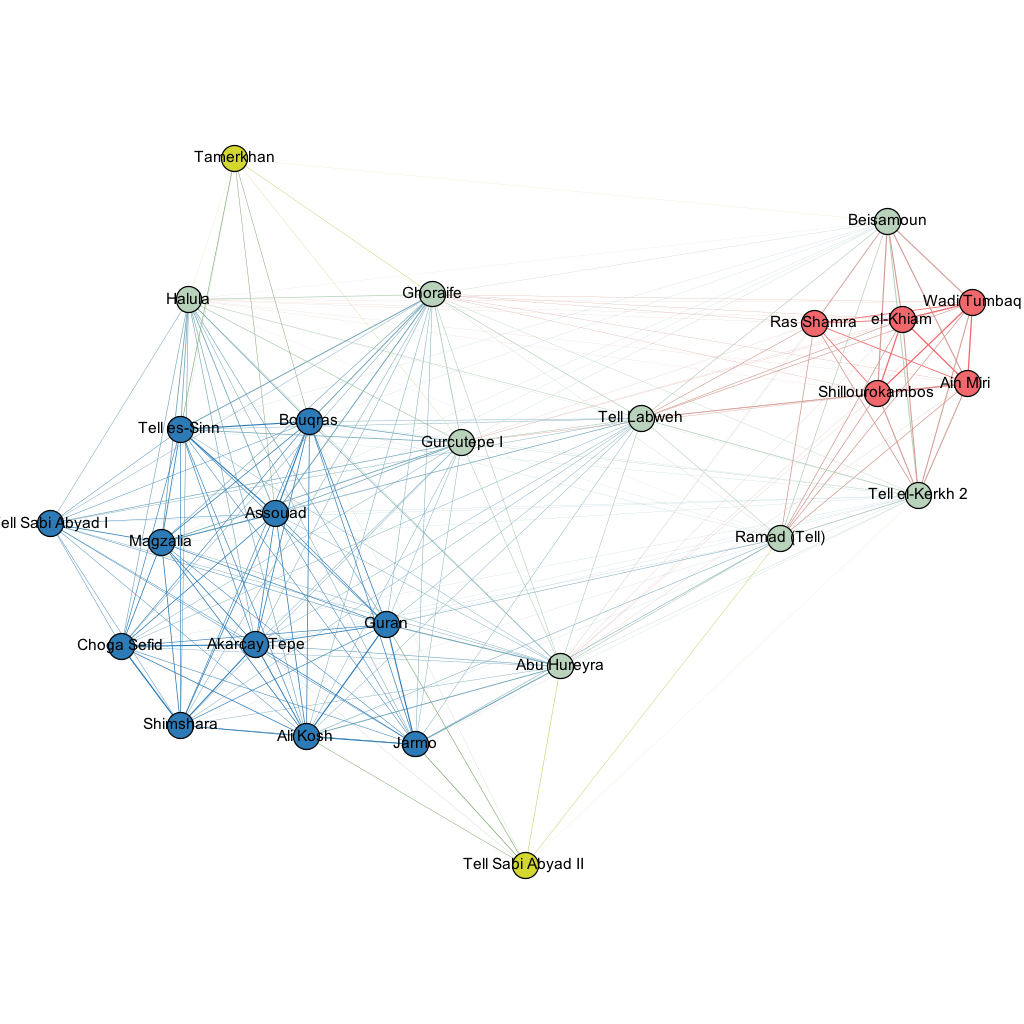 Tamerkhan
Beisamoun
Halula
Ghoraife
Wadi Tumbaq
Ras Shamra
el-Khiam
Ain Miri
Shillourokambos
Tell Labweh
Bouqras
Tell es-Sinn
Gurcutepe I
Tell el-Kerkh 2
Assouad
Tell Sabi Abyad I
Magzalia
Ramad (Tell)
Guran
Choga Sefid
Akarcay Tepe
Abu Hureyra
Shimshara
Ali Kosh
Jarmo
Tell Sabi Abyad II